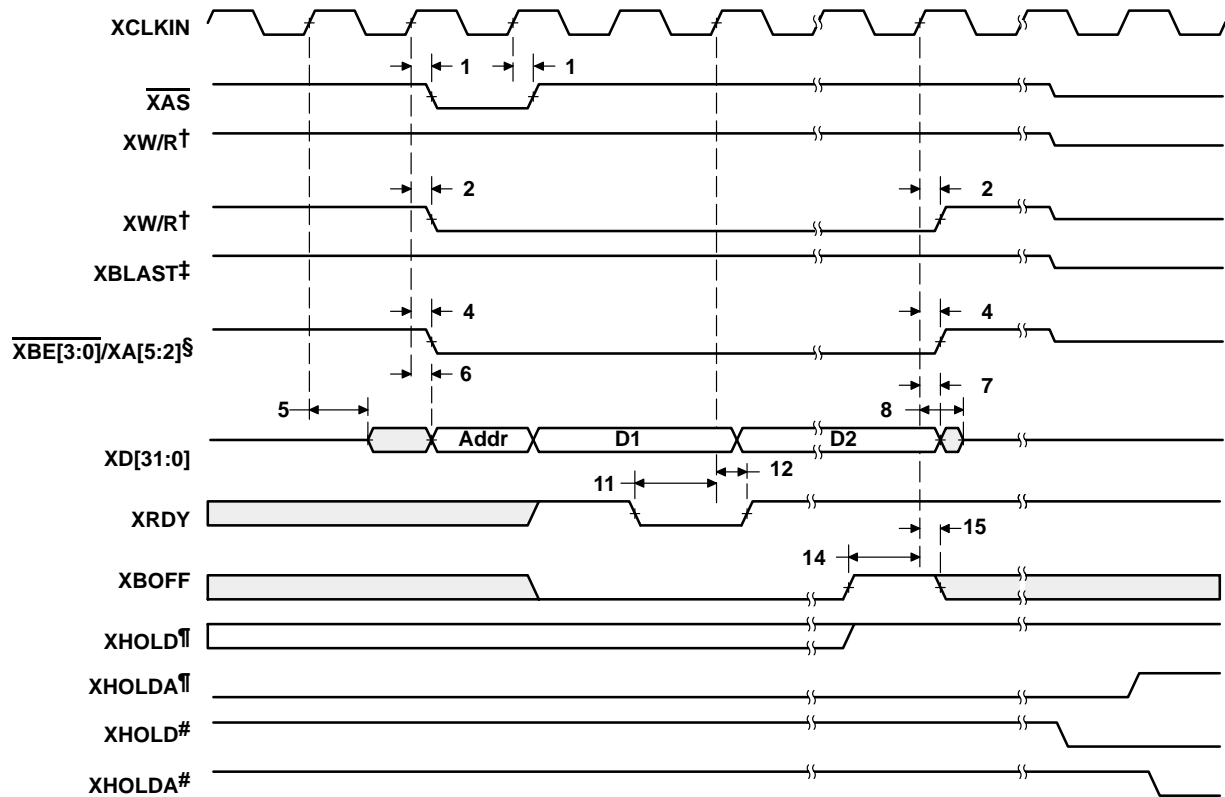 XCLKIN
1 1
XAS
XW/R†
2 2
XW/R†
XBLAST‡
4 4
XBE[3:0]/XA[5:2]§
6 7
5 8
Addr D1 D2
XD[31:0]
11 12
XRDY
15
14
XBOFF
XHOLD¶
XHOLDA¶
XHOLD#
XHOLDA#